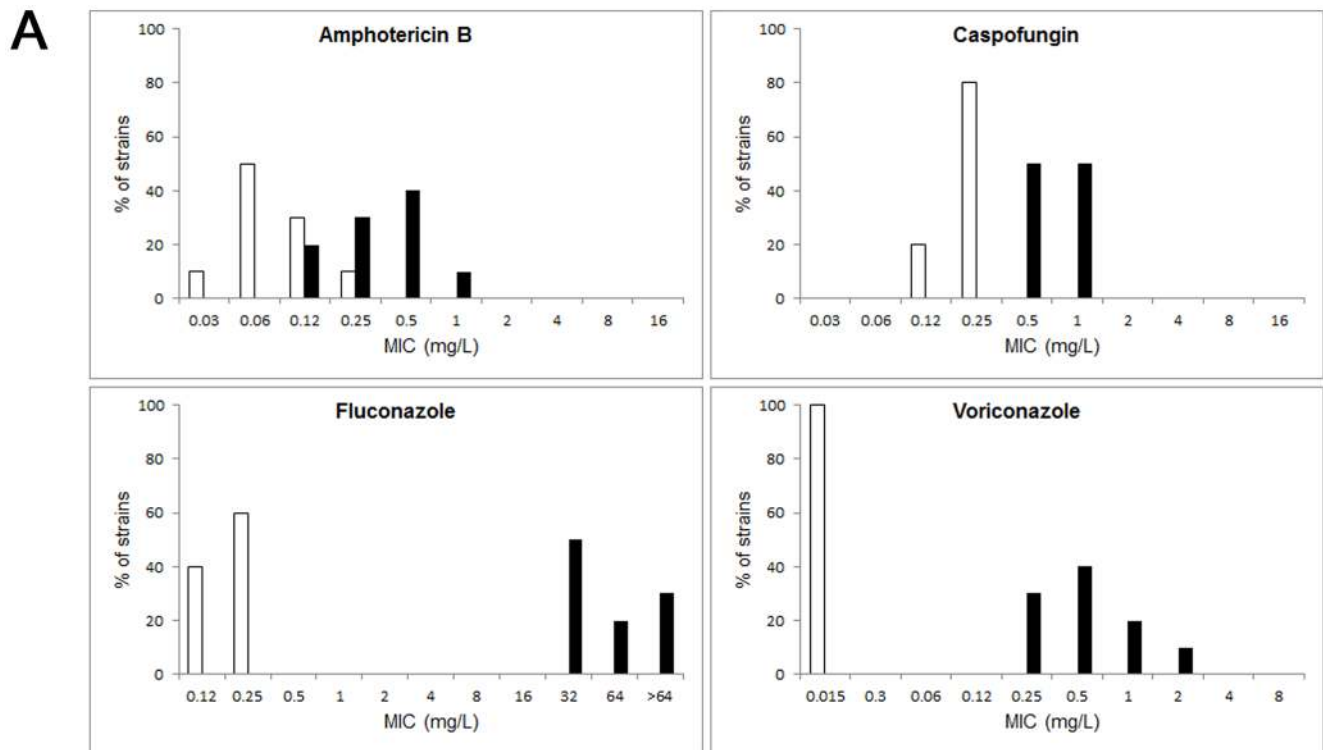 A
Amphotericin B
100
80
60
40
20
0
% of strains
0.03 0.06 0.12 0.25 0.5 1 2 4 8 16
MIC (mg/L)
Caspofungin
100
80
60
40
20
0
% of strains
0.03 0.06 0.12 0.25 0.5 1 2 4 8 16
MIC (mg/L)
Fluconazole
100
80
60
40
20
0
% of strains
0.12 0.25 0.5 1 2 4 8 16 32 64 >64
MIC (mg/L)
Voriconazole
100
80
60
40
20
0
% of strains
0.015 0.3 0.06 0.12 0.25 0.5 1 2 4 8
MIC (mg/L)